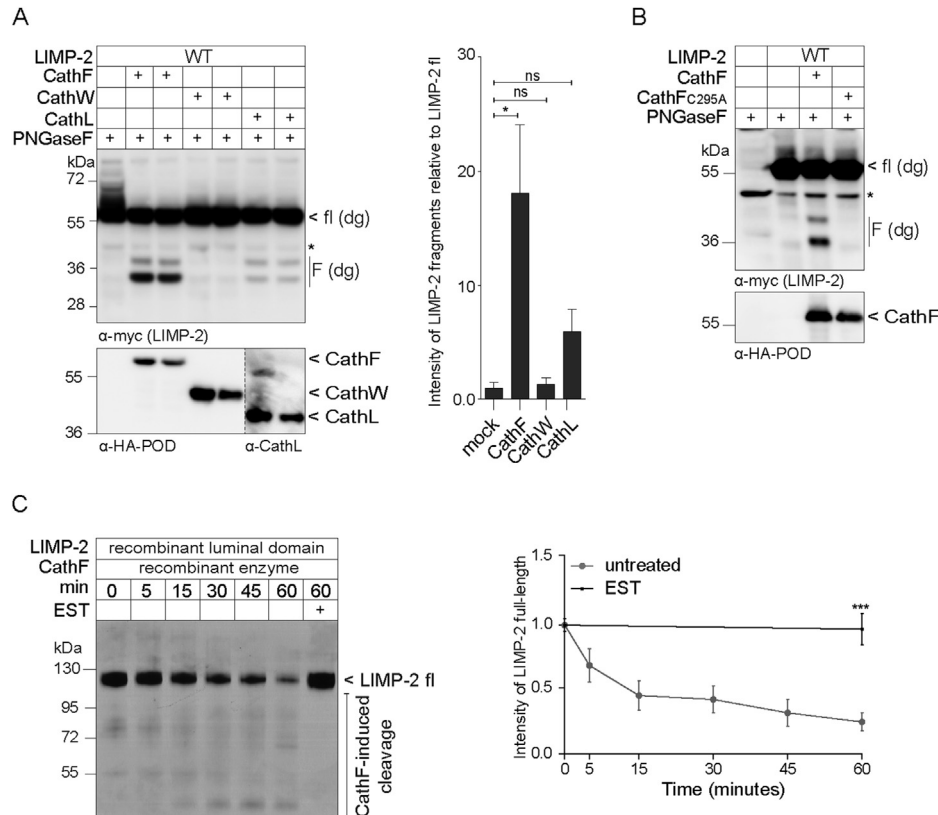 A
LIMP-2 WT
CathF + +
CathW + +
CathL + +
PNGaseF + + + + + + +
kDa
72
55
36
28
< fl (dg)
*
F (dg)
α-myc (LIMP-2)
55
36
< CathF
< CathW
< CathL
α-HA-POD α-CathL
Intensity of LIMP-2 fragments relative to LIMP-2 fl
30
20
10
0.0
ns
ns
*
mock
CathF
CathW
CathL
B
LIMP-2 WT
CathF +
CathFC295A +
PNGaseF + + + +
kDa
55
36
< fl (dg)
*
F (dg)
α-myc (LIMP-2)
55
< CathF
α-HA-POD
C
LIMP-2 recombinant luminal domain
CathF recombinant enzyme
min 0 5 15 30 45 60 60
EST +
kDa
130
95
72
55
< LIMP-2 fl
CathF-induced
cleavage
Intensity of LIMP-2 full-length
1.5
1.0
0.5
0.0
untreated
EST
***
0 5 15 30 45 60
Time (minutes)